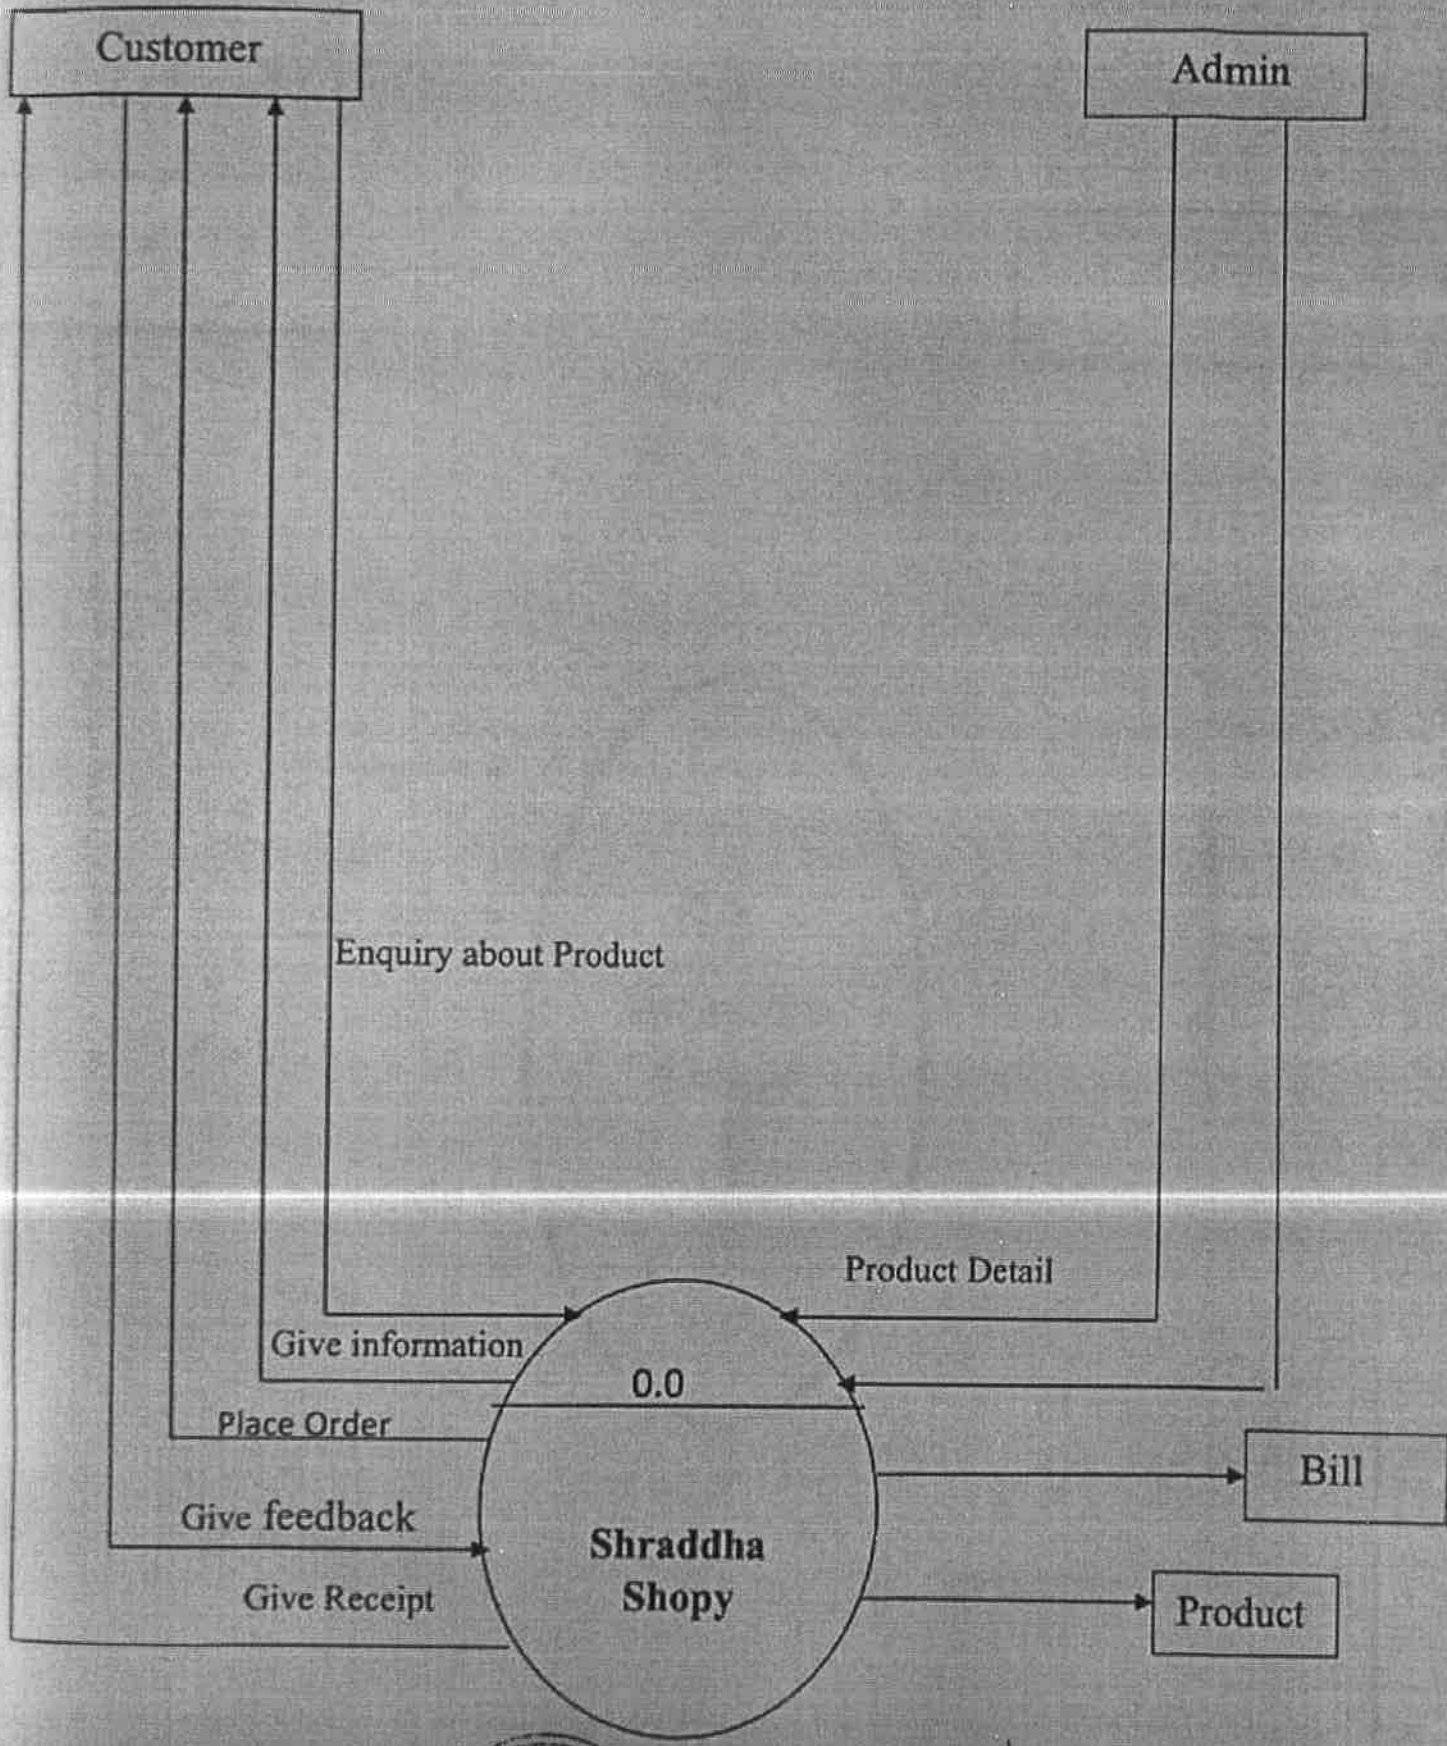 Customer
Admin
Enquiry about Product
Product Detail
Give information
0.0
Place Order
Bill
Give feedback
Shraddha
Shopy
Give Receipt
Product